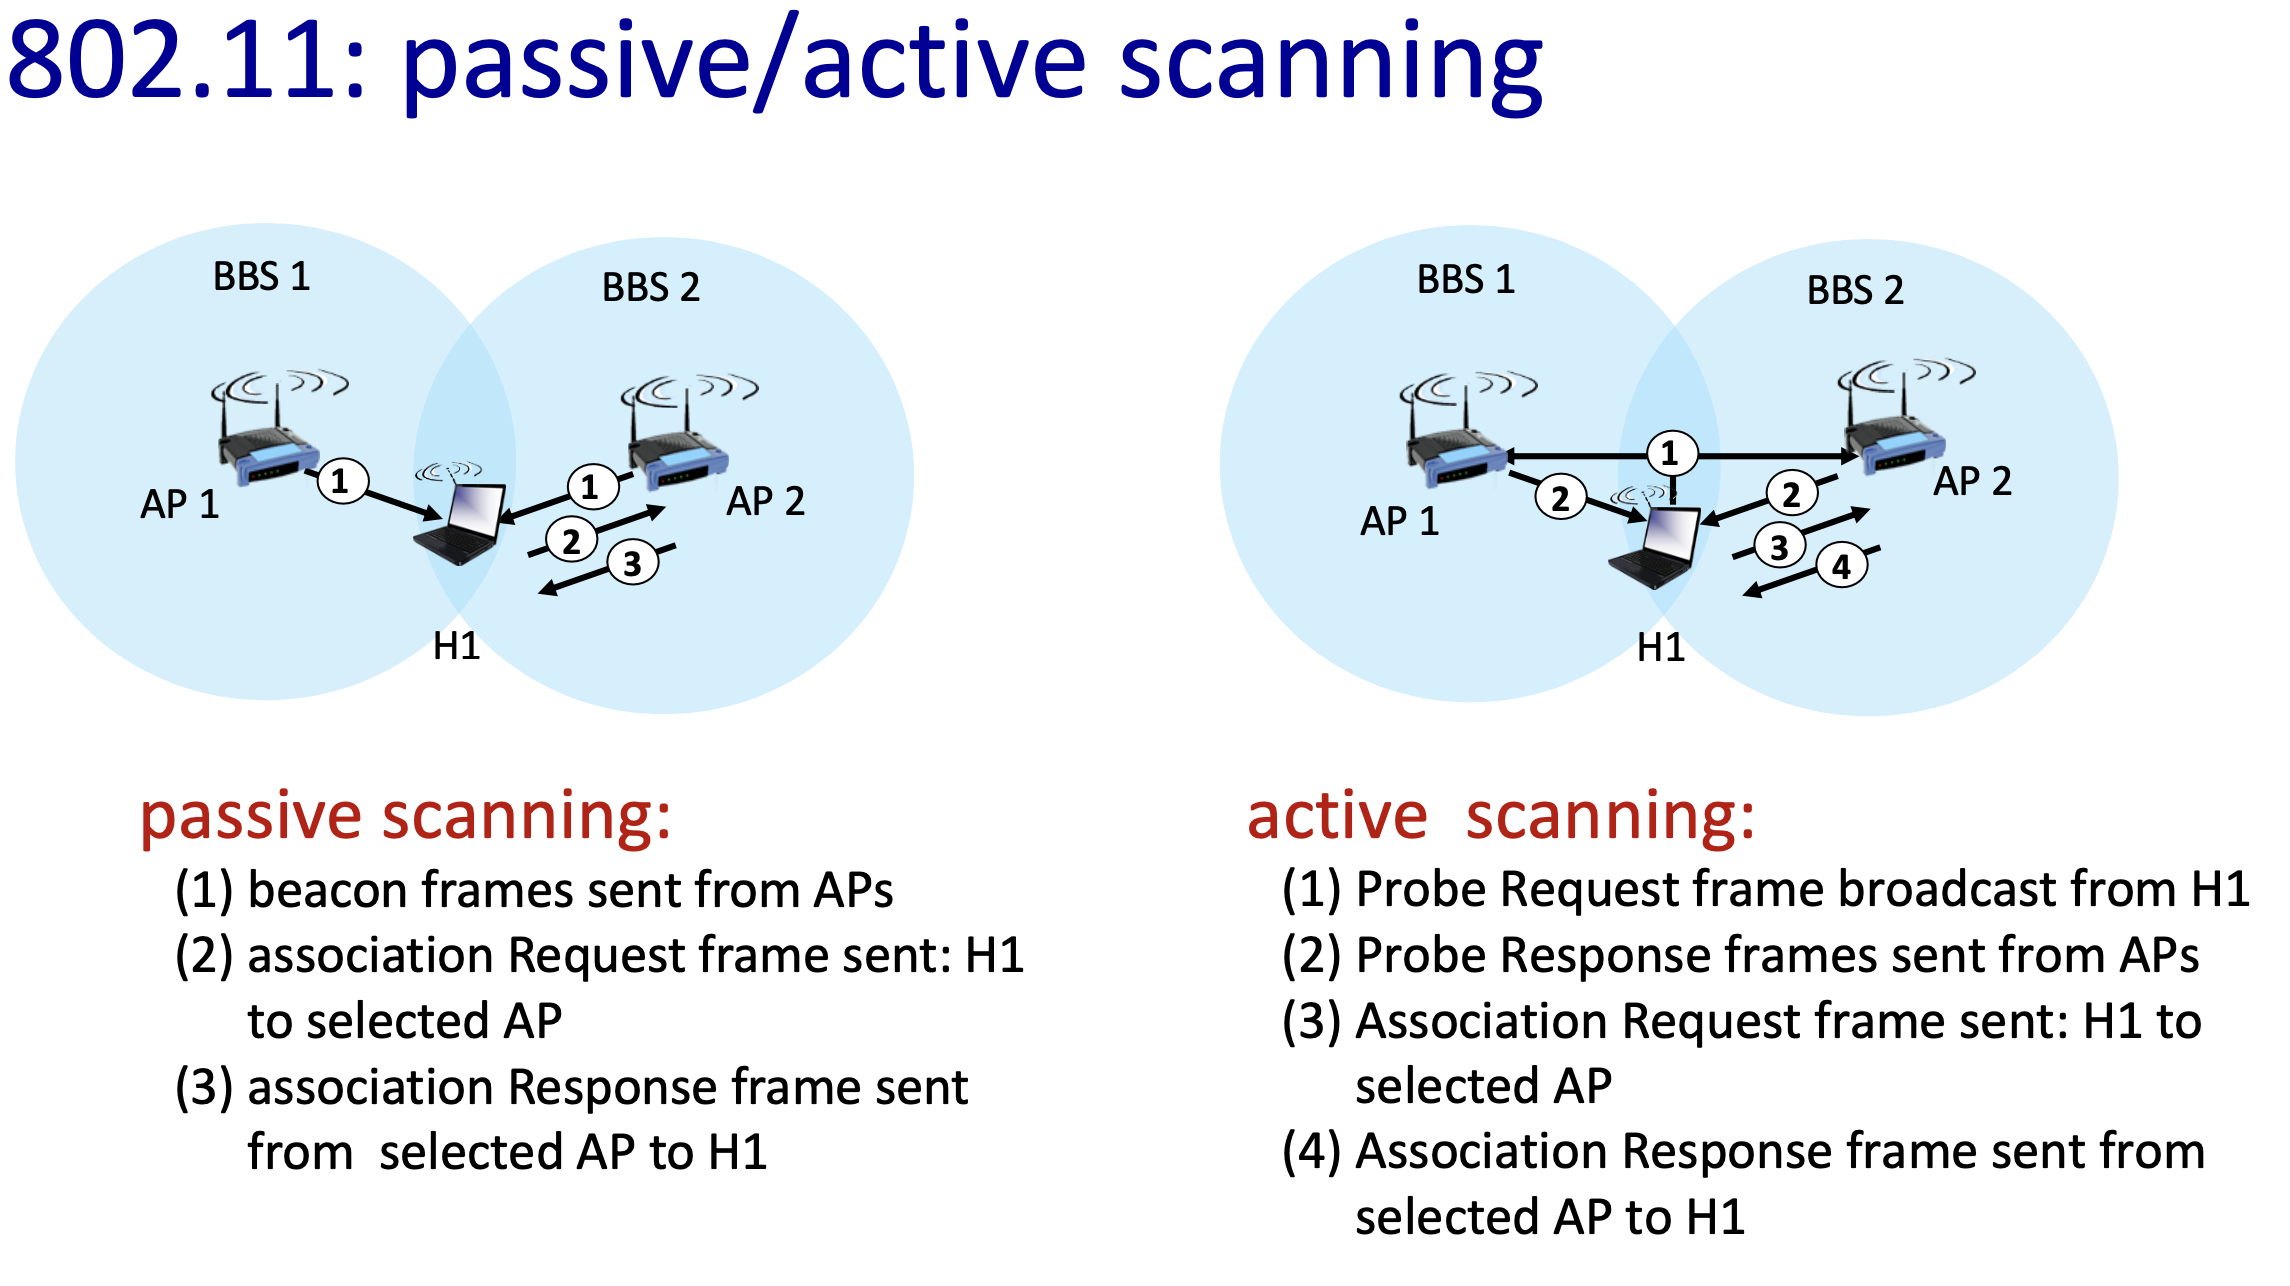 802.11: passive/active scanning
BBS 1
BBS 2
AP 1
1
1
AP 2
2
3
H1
BBS 1
BBS 2
1
AP 1
2
2
AP 2
3
4
H1
passive scanning:
(1) beacon frames sent from APs
(2) association Request frame sent: H1
to selected AP
(3) association Response frame sent
from selected AP to H1
active scanning:
(1) Probe Request frame broadcast from H1
(2) Probe Response frames sent from APs
(3) Association Request frame sent: H1 to
selected AP
(4) Association Response frame sent from
selected AP to H1